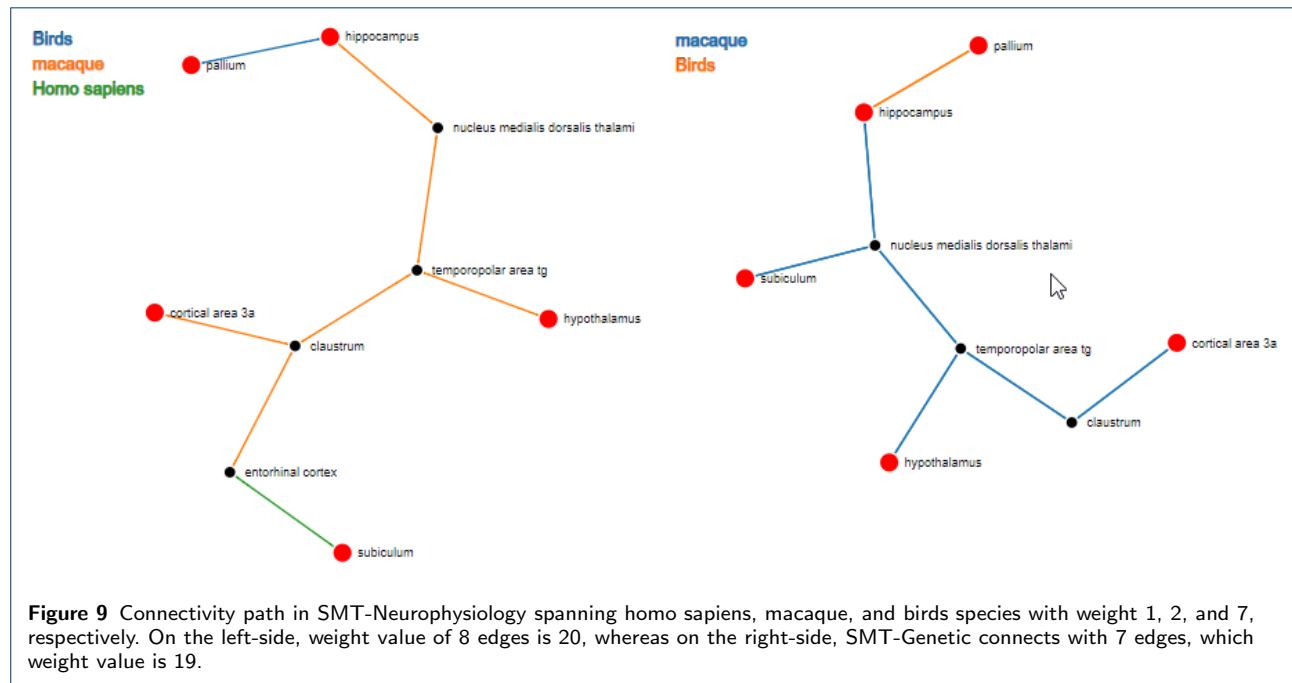 Birds
macaque
Homo sapiens
hippocampus
pallium
nucleus medialis dorsalis thalami
temporopolar area tg
cortical area 3a
hypothalamus
claustrum
entorhinal cortex
subiculum
macaque
Birds
pallium
hippocampus
nucleus medialis dorsalis thalami
subiculum
temporopolar area tg
cortical area 3a
claustrum
hypothalamus
Figure 9 Connectivity path in SMT-Neurophysiology spanning homo sapiens, macaque, and birds species with weight 1, 2, and 7,
respectively. On the left-side, weight value of 8 edges is 20, whereas on the right-side, SMT-Genetic connects with 7 edges, which
weight value is 19.